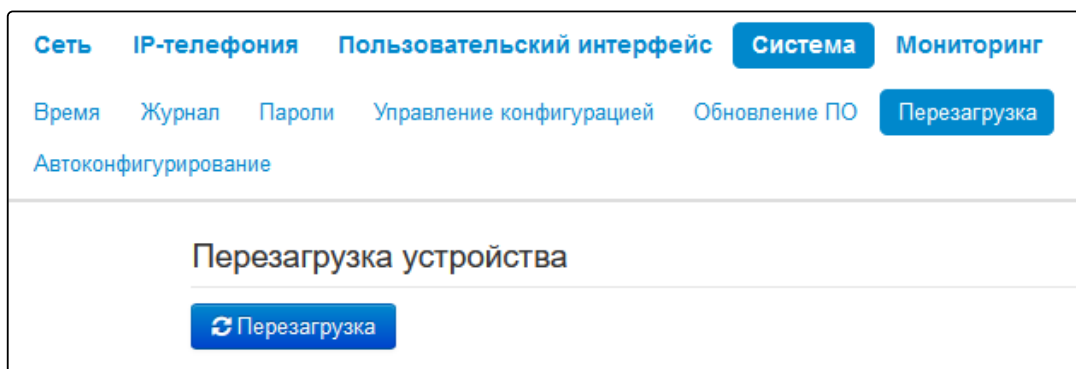 Сеть IP-телефония Пользовательский интерфейс Система Мониторинг
Время Журнал Пароли Управление конфигурацией Обновление ПО Перезагрузка
Автоконфигурирование
Перезагрузка устройства
Перезагрузка